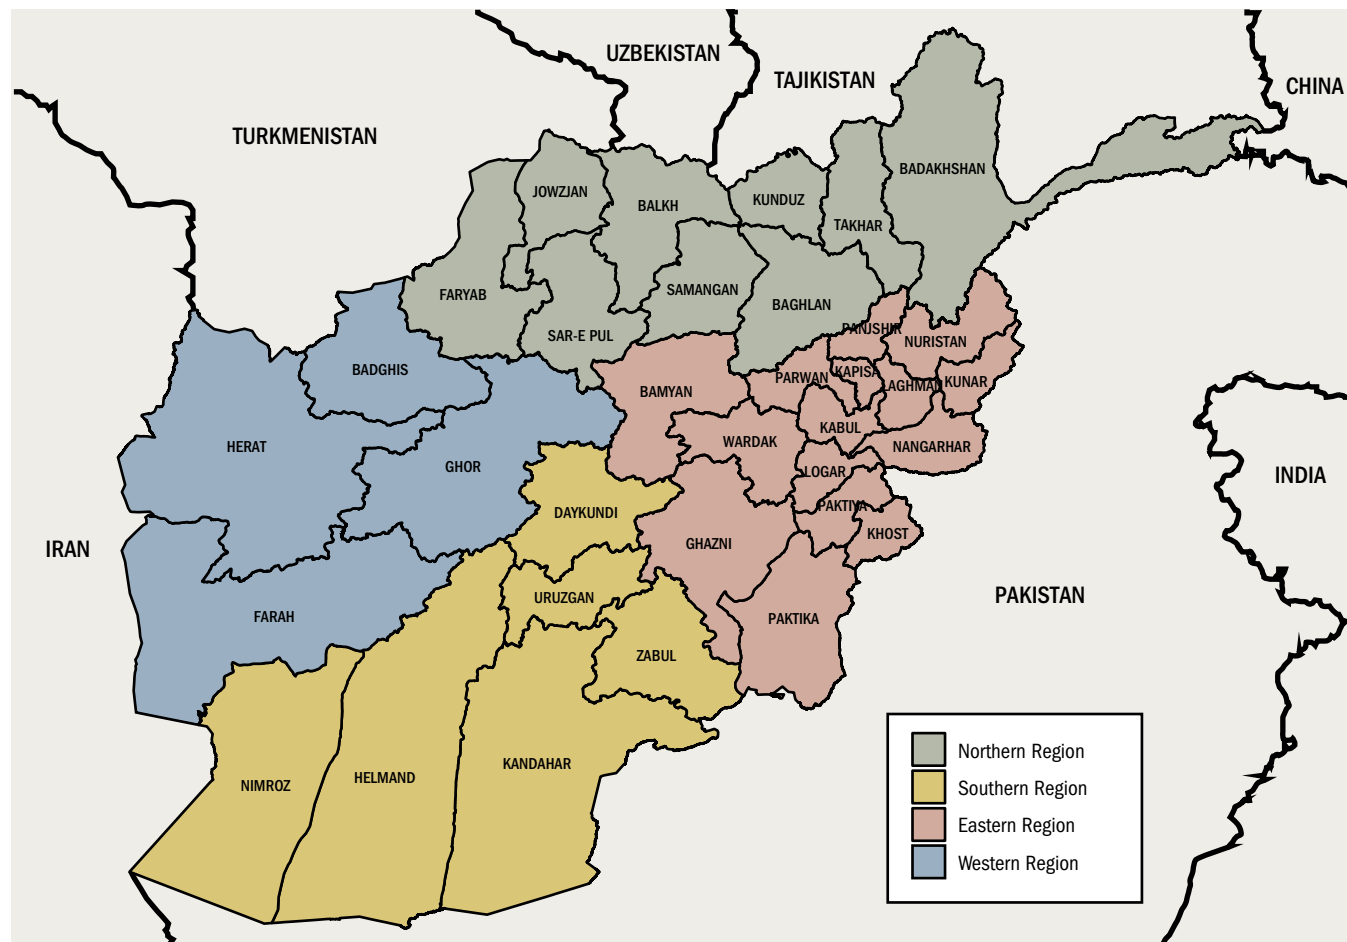 UZBEKISTAN
TAJIKISTAN
CHINA
TURKMENISTAN
BADAKHSHAN
JOWZJAN
BALKH
KUNDUZ
TAKHAR
FARYAB
SAMANGAN
BAGHLAN
SAR-E PUL
PANJSHIR
NURISTAN
BADGHIS
BAMYAN
PARWAN
KAPISA
LAGHMAN
KUNAR
HERAT
GHOR
WARDAK
KABUL
NANGARHAR
LOGAR
INDIA
DAYKUNDI
PAKTIYA
IRAN
GHAZNI
KHOST
URUZGAN
PAKISTAN
FARAH
PAKTIKA
ZABUL
NIMROZ
HELMAND
KANDAHAR
Northern Region
Southern Region
Eastern Region
Western Region